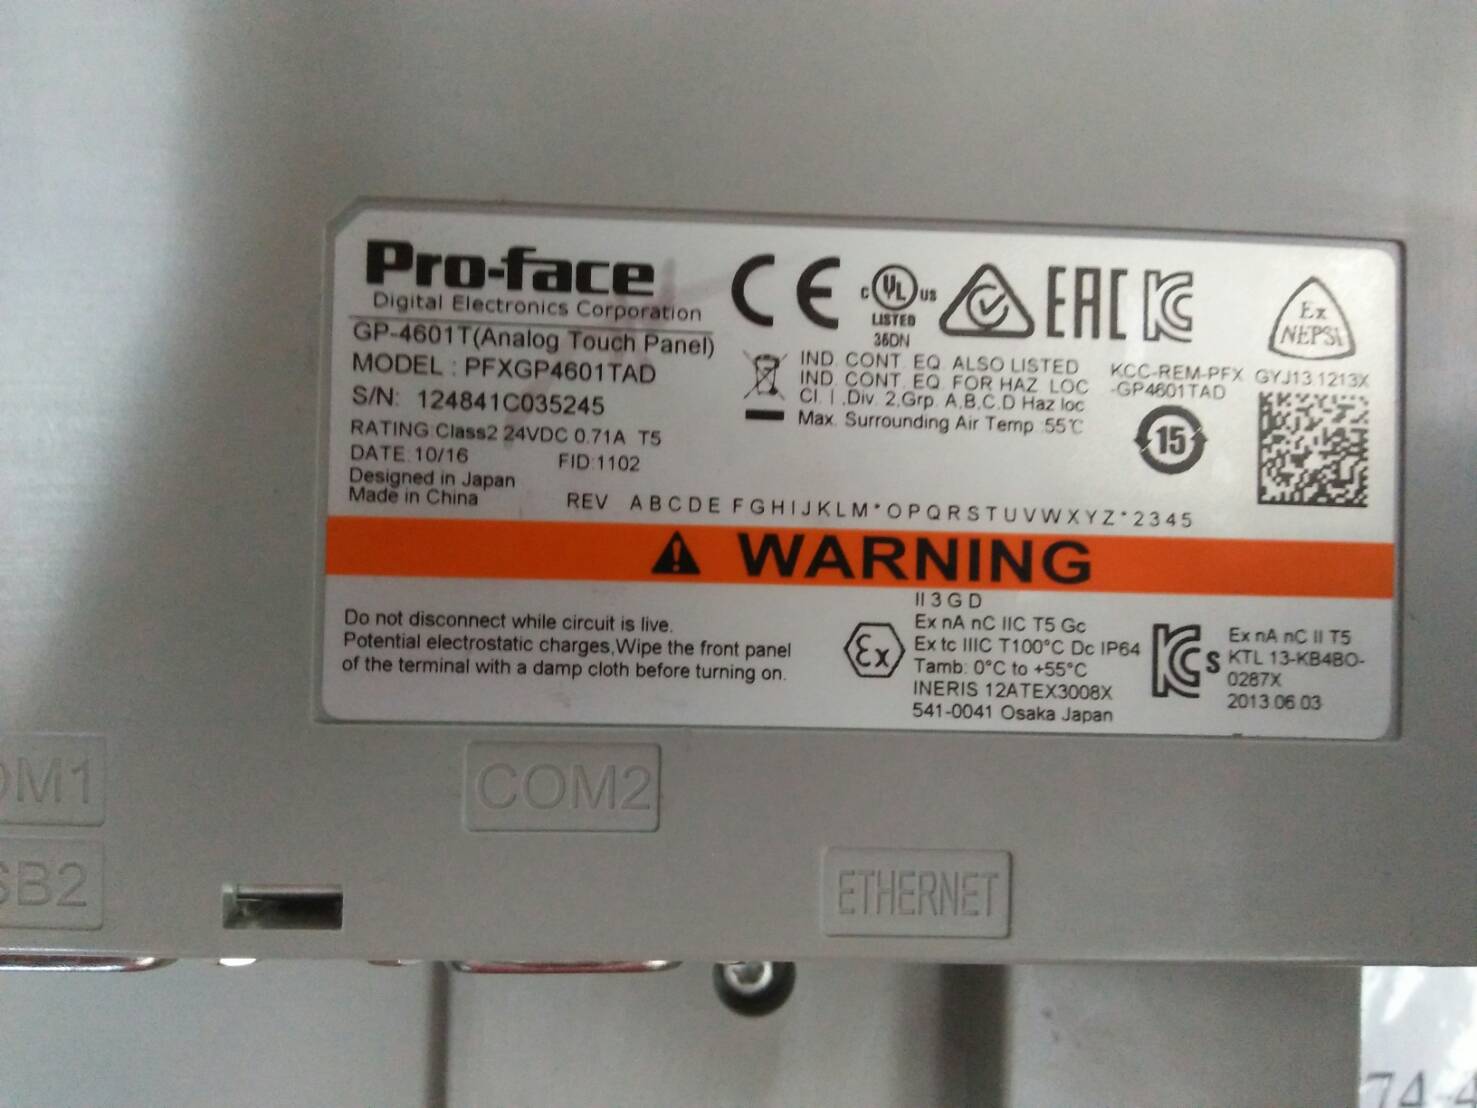 Pro-face
Digital Electronics Corporation
GP-4601T(Analog Touch Panel)
MODEL : PFXGP4601TAD
S/N: 124841C035245
RATING:Class2 24VDC 0.71A T5
DATE:10/16 FID:1102
Designed in Japan
Made in China
REV A B C D E F G H I J K L M * O P Q R S T U V W X Y Z * 2 3 4 5
CE
C UL US
LISTED
36DN
EAC
KC
Ex
NEPSI
IND. CONT. EQ. ALSO LISTED
IND. CONT. EQ. FOR HAZ. LOC.
Cl. I ,Div. 2,Grp. A,B,C,D Haz loc
Max. Surrounding Air Temp :55℃
KCC-REM-PFX
-GP4601TAD
GYJ13.1213X
15
WARNING
Do not disconnect while circuit is live.
Potential electrostatic charges,Wipe the front panel
of the terminal with a damp cloth before turning on.
Ex
II 3 G D
Ex nA nC IIC T5 Gc
Ex tc IIIC T100°C Dc IP64
Tamb: 0°C to +55°C
INERIS 12ATEX3008X
541-0041 Osaka Japan
KCs
Ex nA nC II T5
KTL 13-KB4BO-
0287X
2013.06.03
OM1
COM2
SB2
ETHERNET